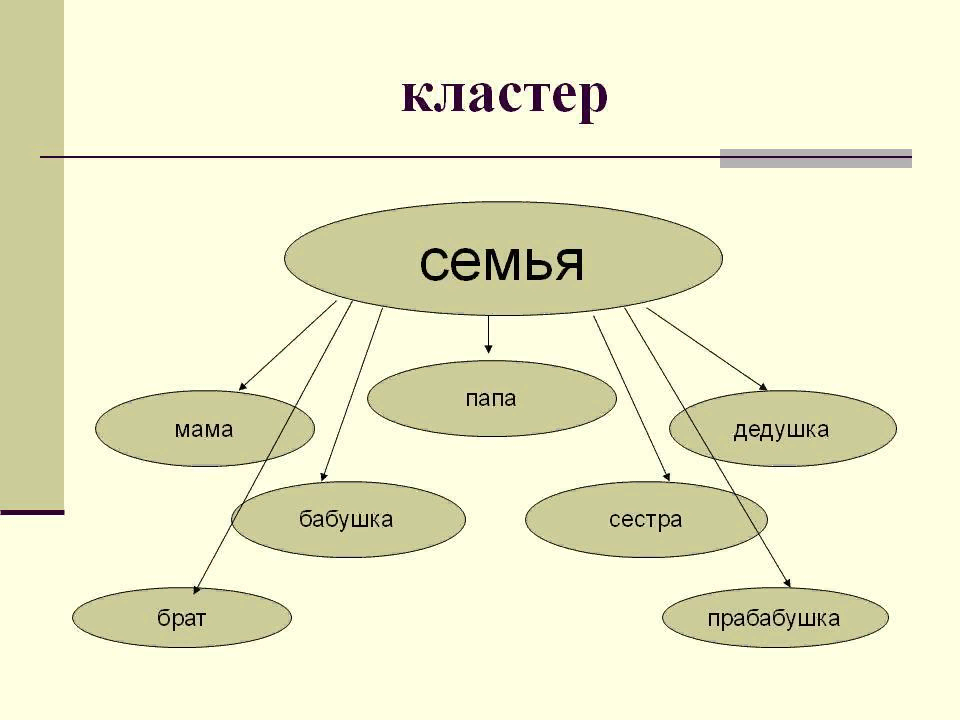 кластер
семья
папа
мама
дедушка
бабушка
сестра
брат
прабабушка